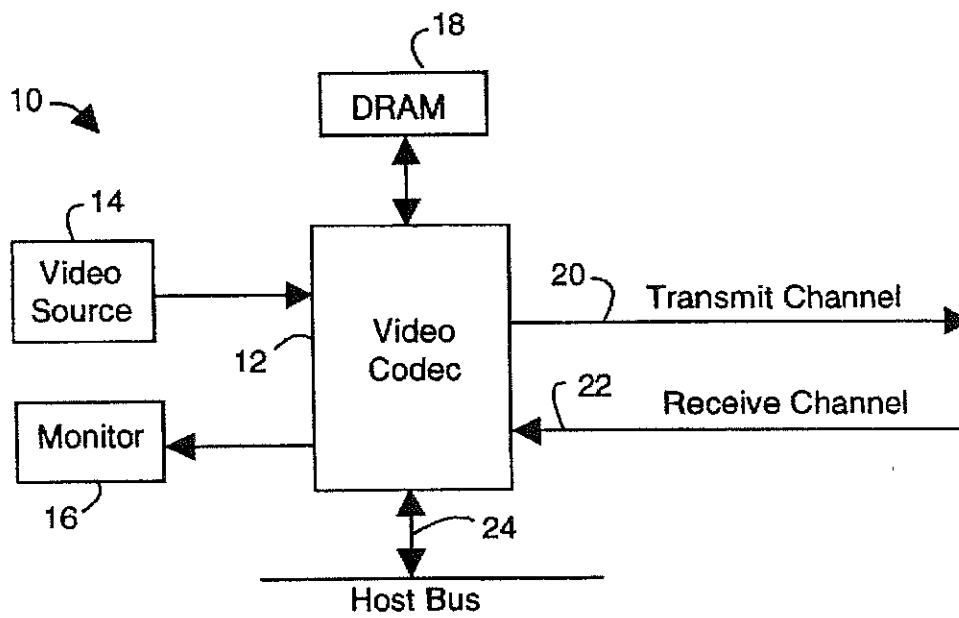 18
DRAM
10
14
Video
Source
12
Video
Codec
20
Transmit Channel
22
Receive Channel
Monitor
16
24
Host Bus